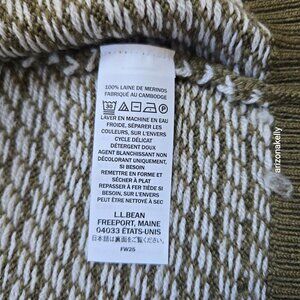 100% LAINE DE MERINOS
FABRIQUÉ AU CAMBODGE
LAVER EN MACHINE EN EAU
FROIDE, SÉPARER LES
COULEURS, SUR L'ENVERS
CYCLE DÉLICAT
DÉTERGENT DOUX
AGENT BLANCHISSANT NON
DÉCOLORANT UNIQUEMENT,
SI BESOIN
REMETTRE EN FORME ET
SÉCHER À PLAT
REPASSER À FER TIÈDE SI
BESOIN, SUR L'ENVERS
PEUT ÊTRE NETTOYÉ À SEC
L.L.BEAN
FREEPORT, MAINE
04033 ÉTATS-UNIS
日本語は裏面をご覧ください
FW25
arizonakelly